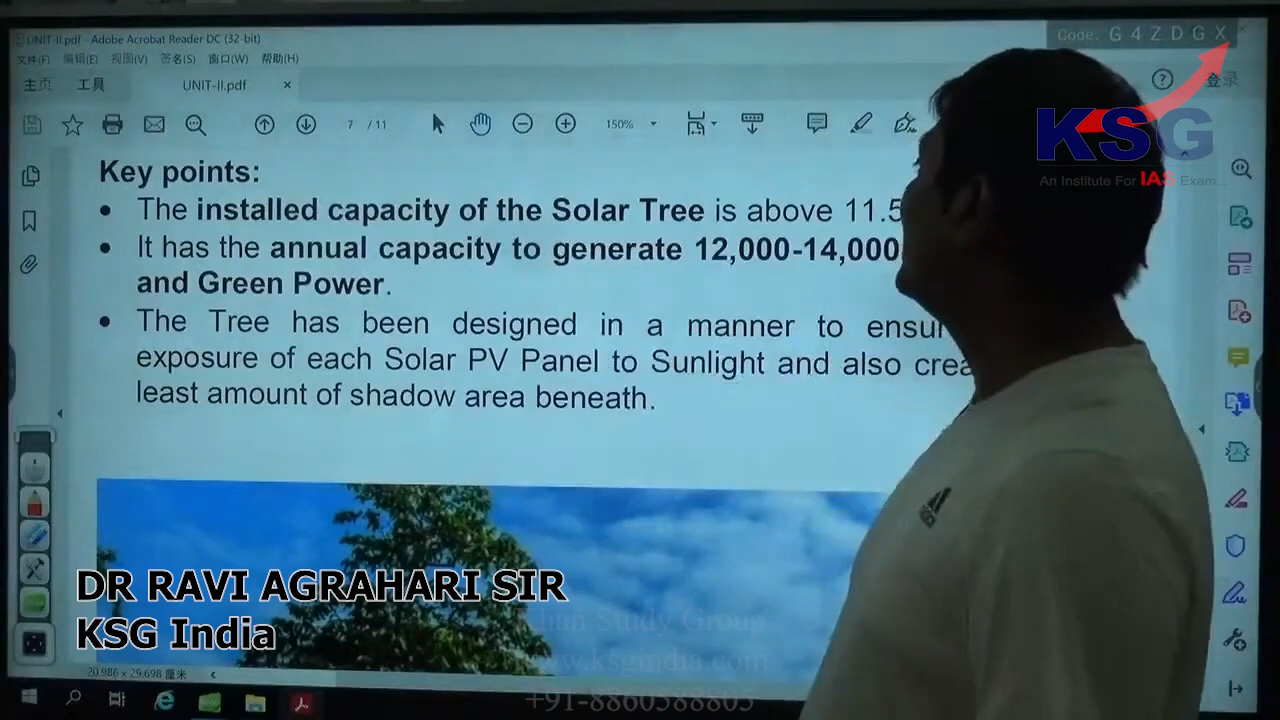 UNIT-II.pdf - Adobe Acrobat Reader DC (32-bit)
Code: G 4 Z D G X
文件(F) 编辑(E) 视图(V) 签名(S) 窗口(W) 帮助(H)
主页 工具 UNIT-II.pdf
登录
7 / 11 150%
KSG
An Institute For IAS Exam...
Key points:
• The installed capacity of the Solar Tree is above 11.5
• It has the annual capacity to generate 12,000-14,000
and Green Power.
• The Tree has been designed in a manner to
exposure of each Solar PV Panel to Sunlight and also
least amount of shadow area beneath.
DR RAVI AGRAHARI SIR
KSG India
Khan Study Group
www.ksgindia.com
+91-8860588805
20.986 x 29.698 厘米